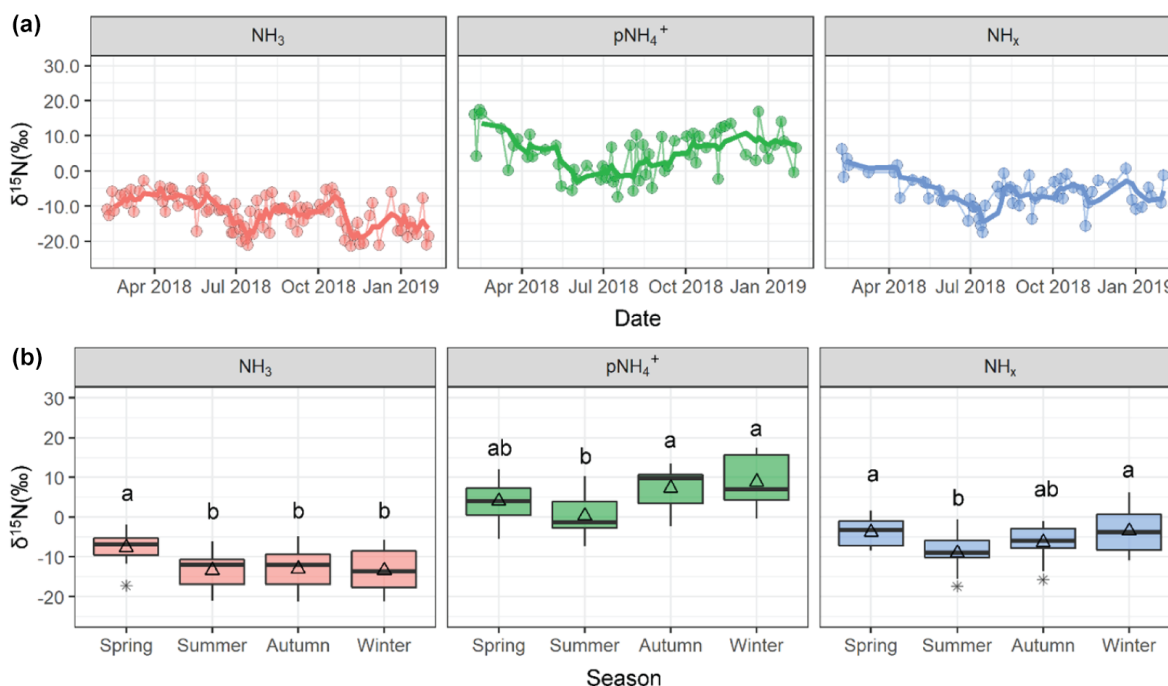 (a)
NH₃ pNH₄⁺ NHₓ
30.0
20.0
10.0
0.0
-10.0
-20.0
δ¹⁵N(‰)
Apr 2018 Jul 2018 Oct 2018 Jan 2019 Apr 2018 Jul 2018 Oct 2018 Jan 2019 Apr 2018 Jul 2018 Oct 2018 Jan 2019
Date
(b)
NH₃ pNH₄⁺ NHₓ
30
20
10
0
-10
-20
δ¹⁵N(‰)
a b b b ab b a a a b ab a
Spring Summer Autumn Winter Spring Summer Autumn Winter Spring Summer Autumn Winter
Season